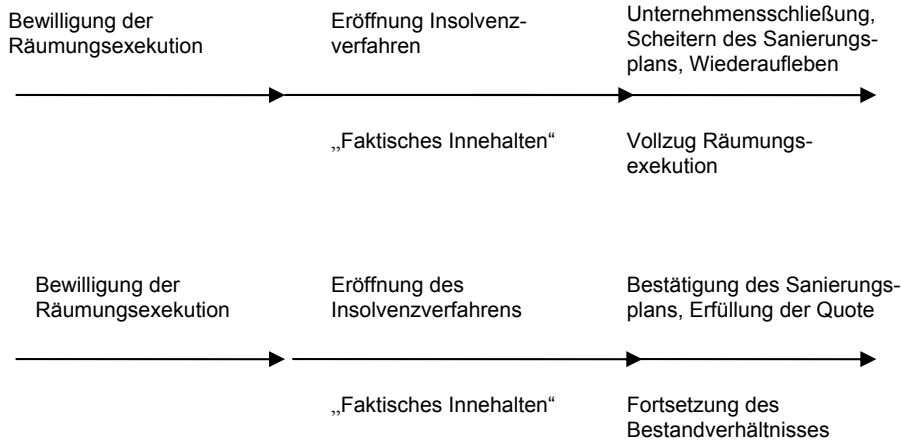 Bewilligung der
Räumungsexekution
Eröffnung Insolvenz-
verfahren
Unternehmensschließung,
Scheitern des Sanierungs-
plans, Wiederaufleben
„Faktisches Innehalten“
Vollzug Räumungs-
exekution
Bewilligung der
Räumungsexekution
Eröffnung des
Insolvenzverfahrens
Bestätigung des Sanierungs-
plans, Erfüllung der Quote
„Faktisches Innehalten“
Fortsetzung des
Bestandverhältnisses